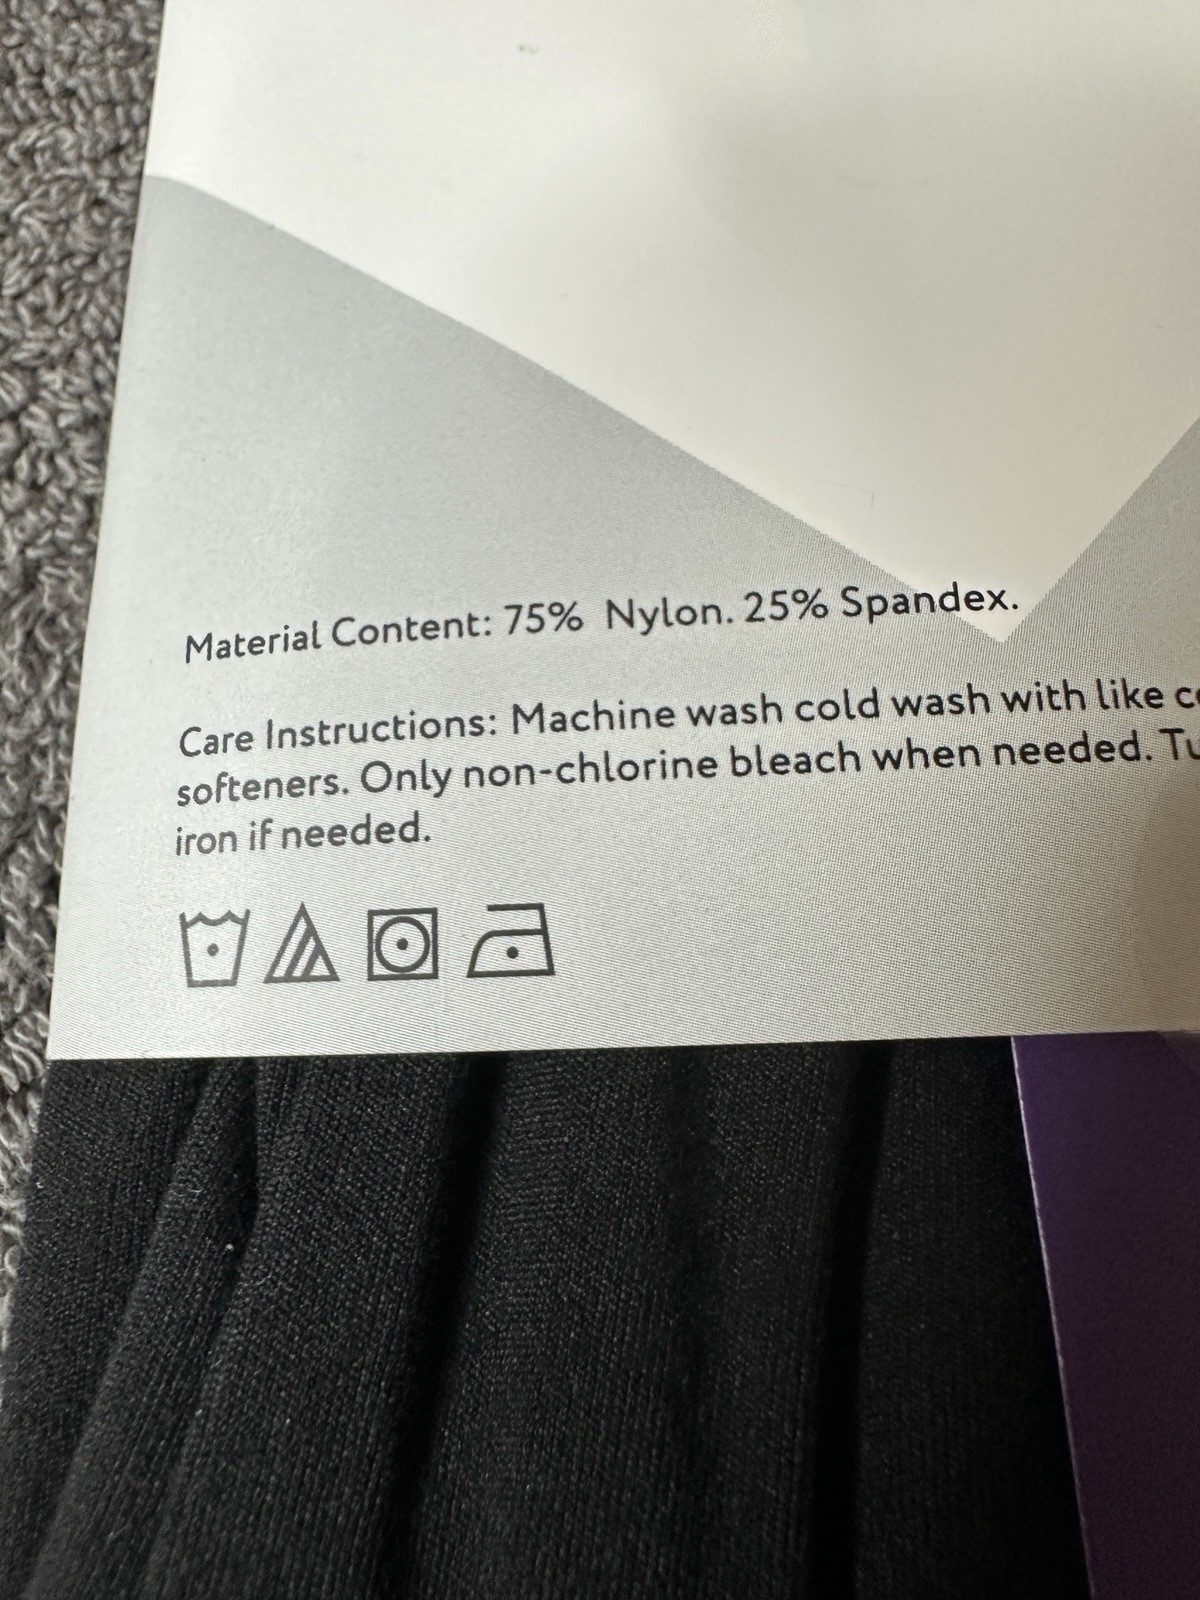 Material Content: 75% Nylon. 25% Spandex.
Care Instructions: Machine wash cold wash with like
softeners. Only non-chlorine bleach when needed.
iron if needed.